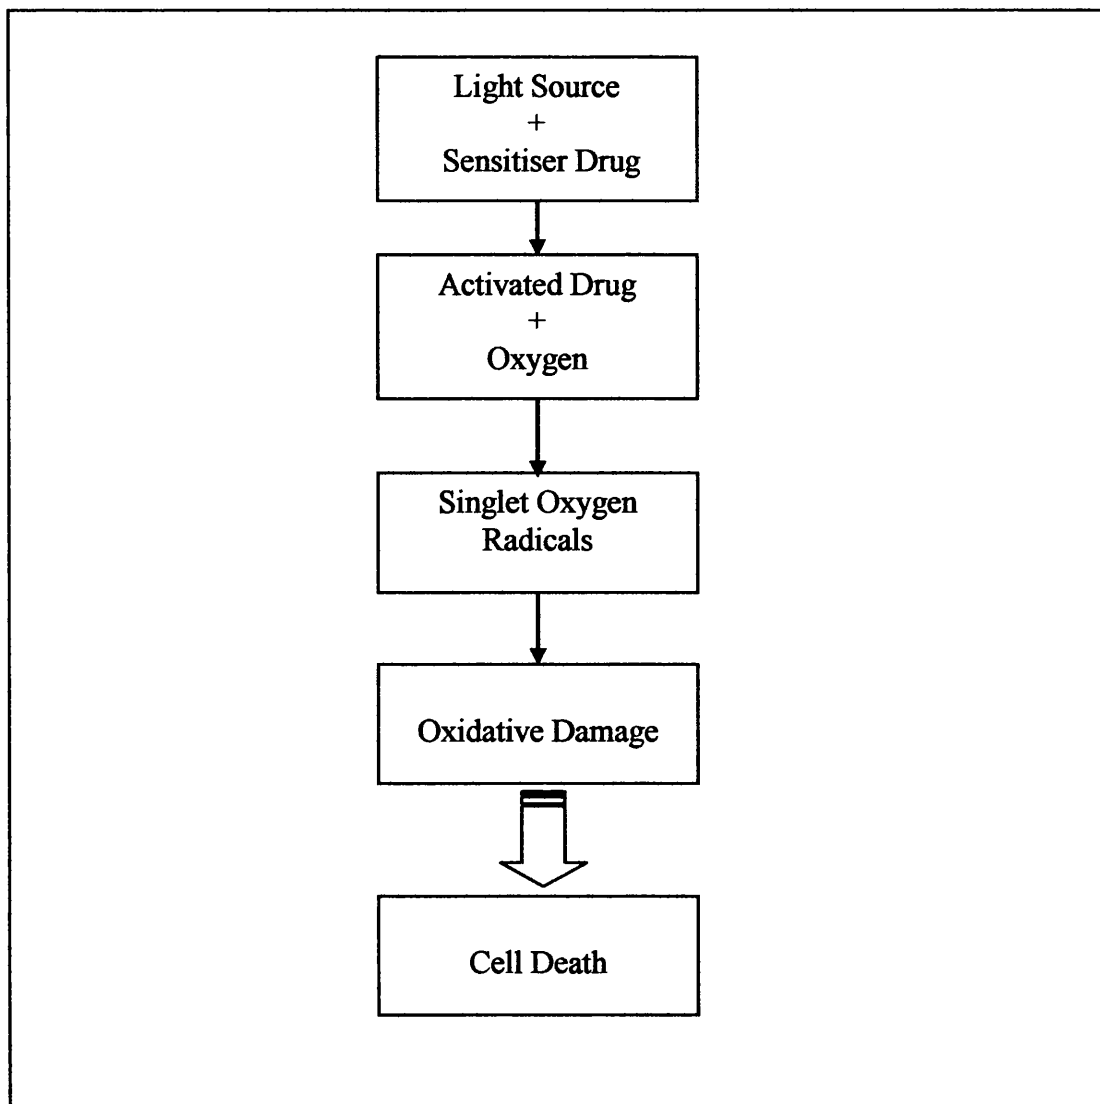 Light Source
+
Sensitiser Drug
Activated Drug
+
Oxygen
Singlet Oxygen
Radicals
Oxidative Damage
Cell Death